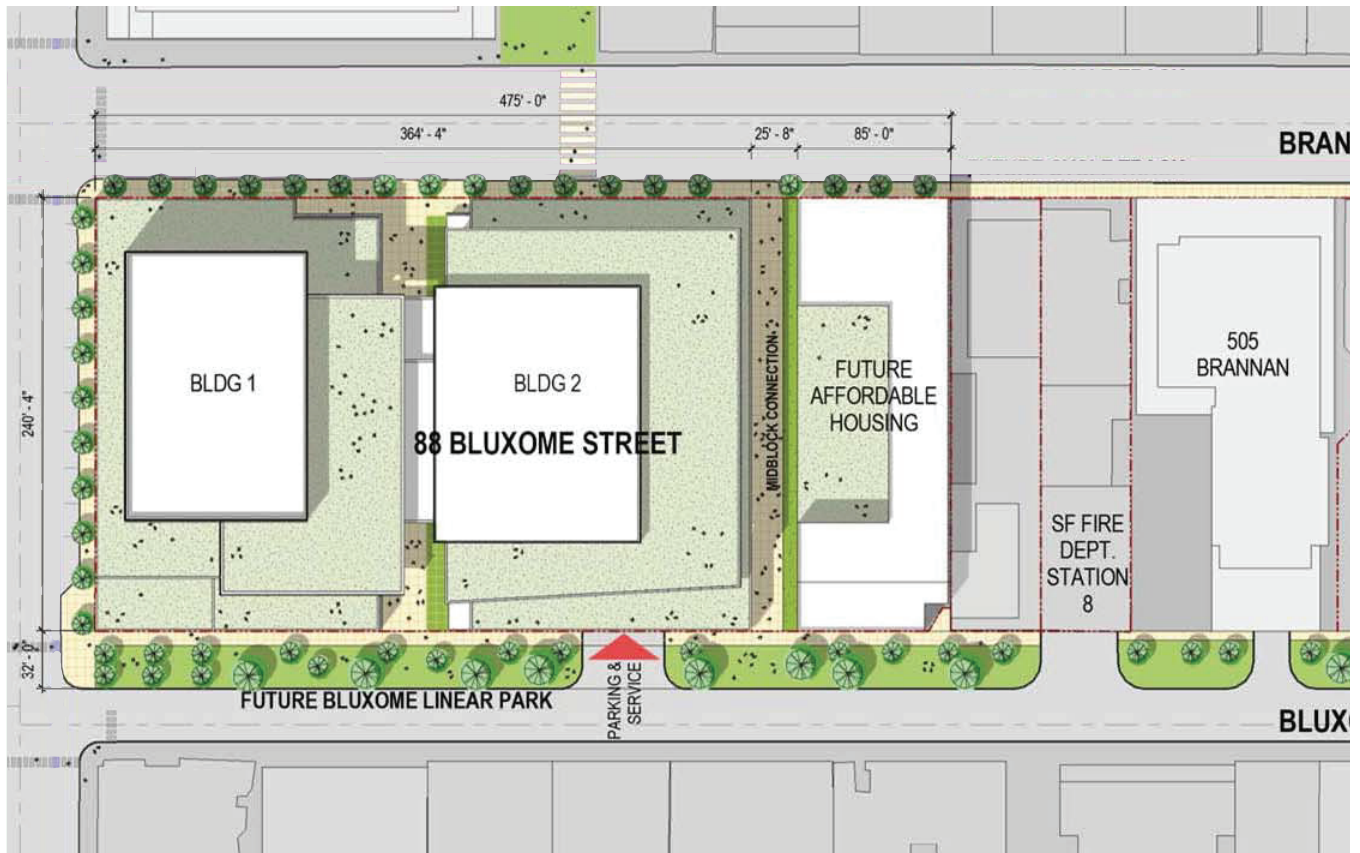 475' - 0"
364' - 4"
25' - 8"
85' - 0"
BRAN
240' - 4"
BLDG 1
BLDG 2
88 BLUXOME STREET
MIDBLOCK CONNECTION
FUTURE
AFFORDABLE
HOUSING
505
BRANNAN
SF FIRE
DEPT.
STATION
8
32' - 0"
FUTURE BLUXOME LINEAR PARK
PARKING &
SERVICE
BLUX